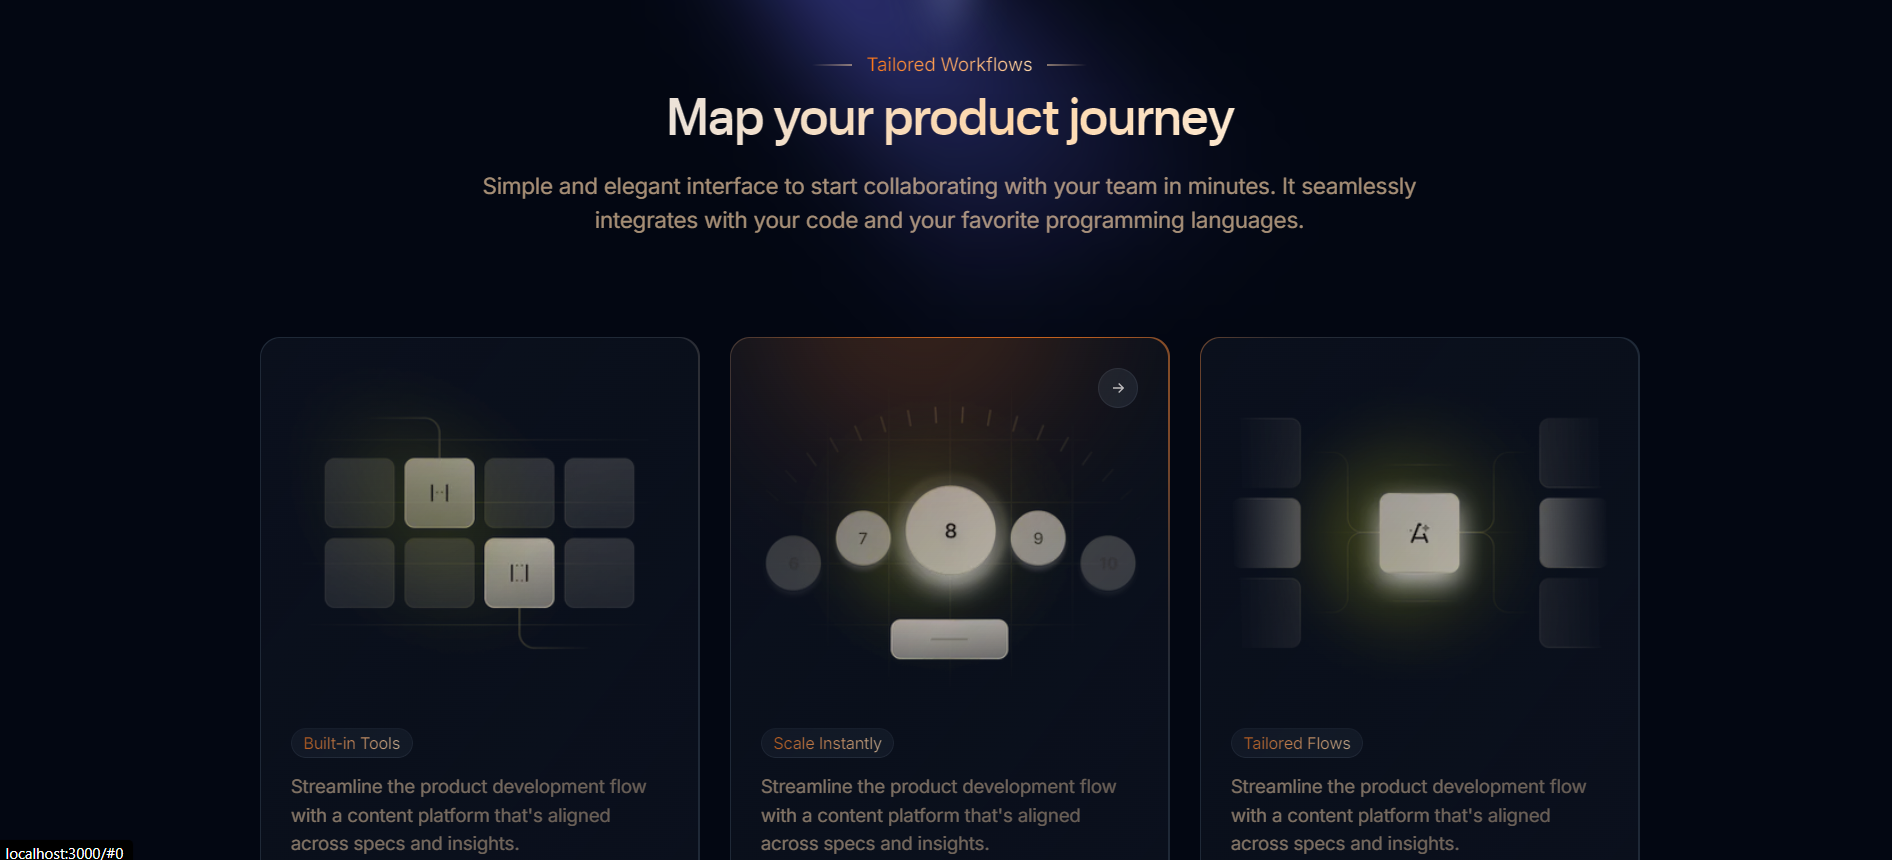 Tailored Workflows
Map your product journey
Simple and elegant interface to start collaborating with your team in minutes. It seamlessly
integrates with your code and your favorite programming languages.
6
7
8
9
10
Built-in Tools
Streamline the product development flow
with a content platform that's aligned
across specs and insights.
Scale Instantly
Streamline the product development flow
with a content platform that's aligned
across specs and insights.
Tailored Flows
Streamline the product development flow
with a content platform that's aligned
across specs and insights.
localhost:3000/#0